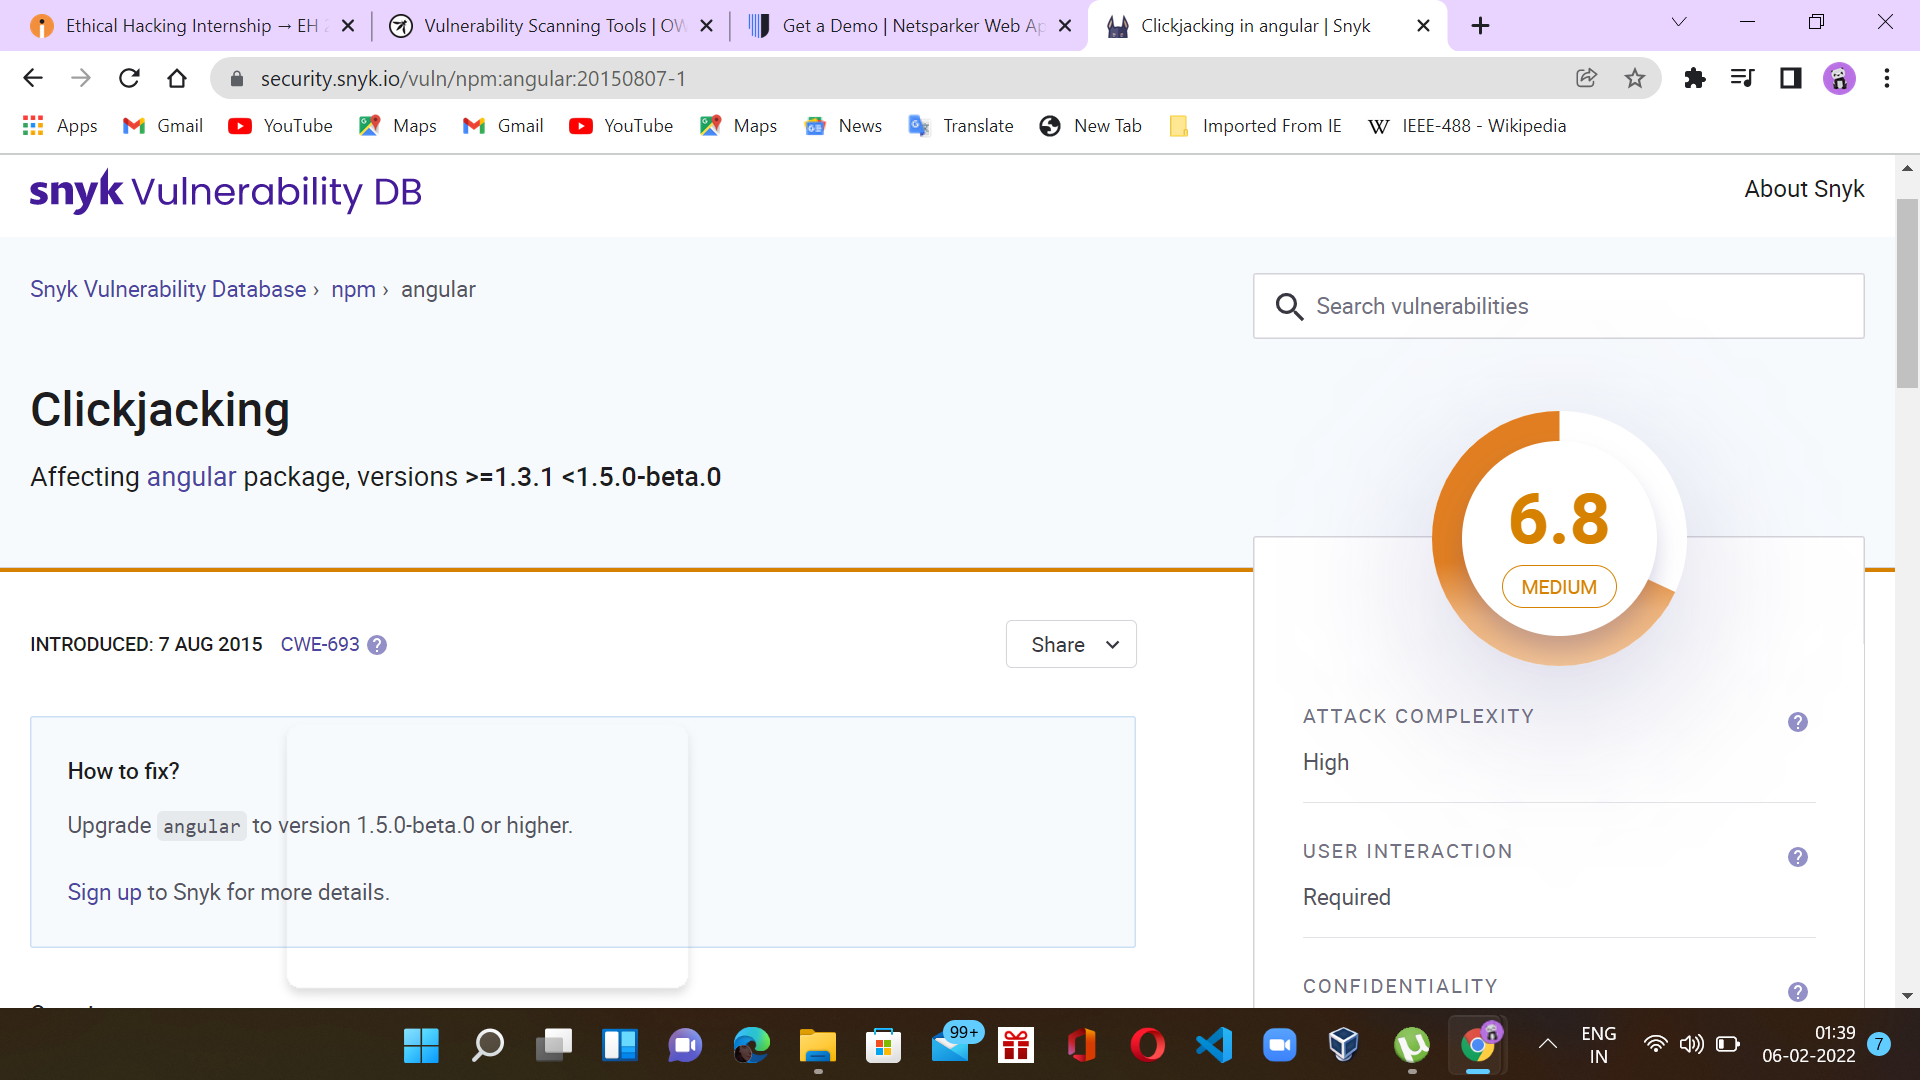 Ethical Hacking Internship → EH
Vulnerability Scanning Tools | OW
Get a Demo | Netsparker Web Ap
Clickjacking in angular | Snyk
security.snyk.io/vuln/npm:angular:20150807-1
Apps
Gmail
YouTube
Maps
Gmail
YouTube
Maps
News
Translate
New Tab
Imported From IE
W IEEE-488 - Wikipedia
snyk Vulnerability DB
About Snyk
Snyk Vulnerability Database › npm › angular
Search vulnerabilities
Clickjacking
Affecting angular package, versions >=1.3.1 <1.5.0-beta.0
6.8
MEDIUM
INTRODUCED: 7 AUG 2015 CWE-693 ?
Share
How to fix?
Upgrade angular to version 1.5.0-beta.0 or higher.
Sign up to Snyk for more details.
ATTACK COMPLEXITY ?
High
USER INTERACTION ?
Required
CONFIDENTIALITY ?
99+
ENG
IN
01:39
06-02-2022
7